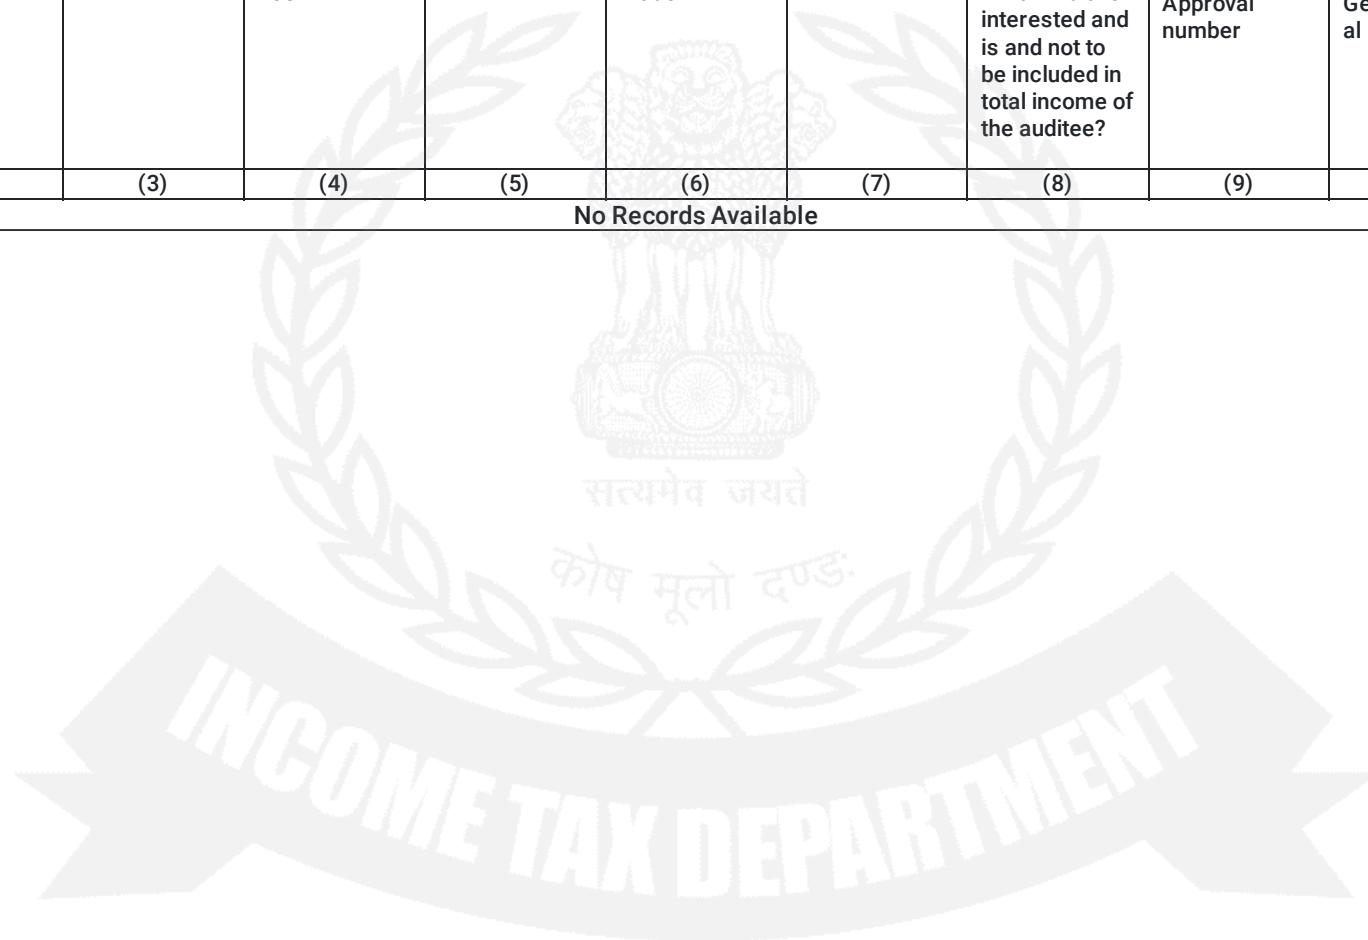 interested and
is and not to
be included in
total income of
the auditee?
Approval
number
Ge
al
(3) (4) (5) (6) (7) (8) (9)
No Records Available
सत्यमेव जयते
कोष मूलो दण्डः
INCOME TAX DEPARTMENT